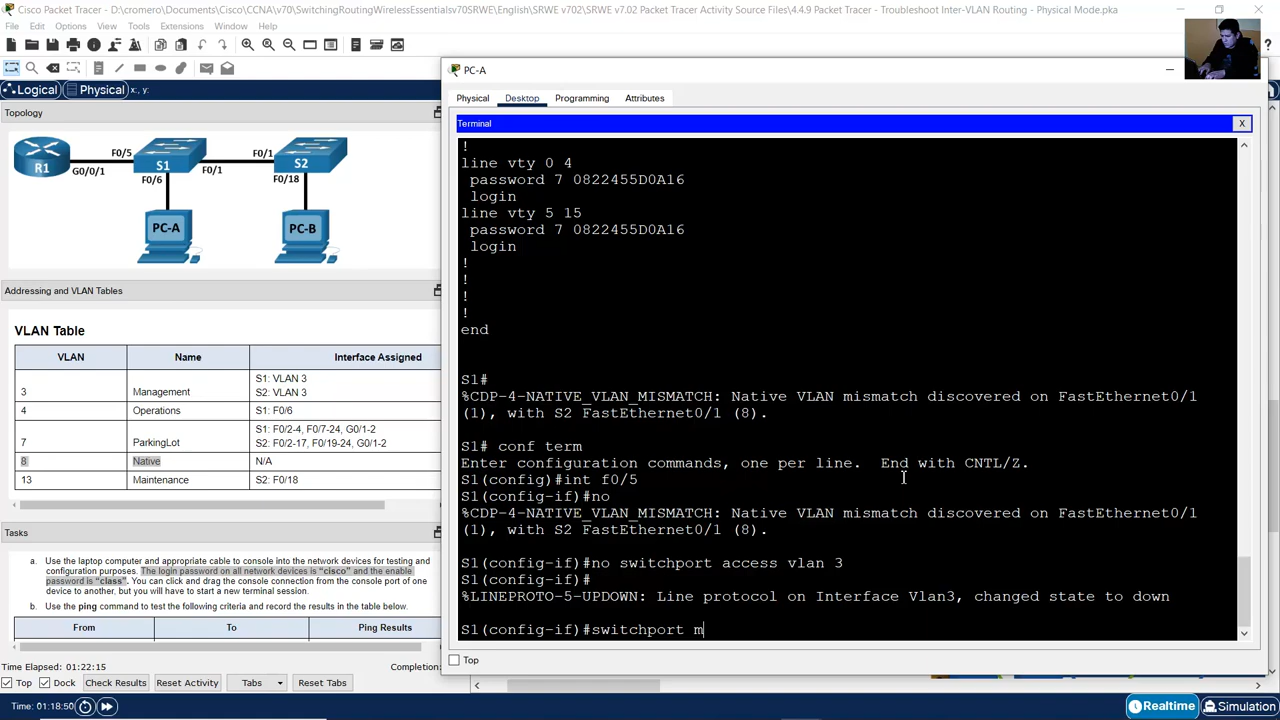 Cisco Packet Tracer - D:\cromero\Documents\Cisco\CCNA\v70\SwitchingRoutingWirelessEssentialsv70SRWE\English\SRWE v702\SRWE v7.02 Packet Tracer Activity Source Files\4.4.9 Packet Tracer - Troubleshoot Inter-VLAN Routing - Physical Mode.pka
File Edit Options View Tools Extensions Window Help
Logical Physical x:, y:
PC-A
Physical Desktop Programming Attributes
Topology
Terminal X
F0/5 S1 F0/1 S2
R1 G0/0/1 F0/1
F0/6 F0/18
PC-A PC-B
Addressing and VLAN Tables
VLAN Table
VLAN Name Interface Assigned
3 Management S1: VLAN 3
S2: VLAN 3
4 Operations S1: F0/6
7 ParkingLot S1: F0/2-4, F0/7-24, G0/1-2
S2: F0/2-17, F0/19-24, G0/1-2
8 Native N/A
13 Maintenance S2: F0/18
Tasks
a. Use the laptop computer and appropriate cable to console into the network devices for testing and
configuration purposes. The login password on all network devices is "cisco" and the enable
password is "class". You can click and drag the console connection from the console port of one
device to another, but you will have to start a new terminal session.
b. Use the ping command to test the following criteria and record the results in the table below.
From To Ping Results
Time Elapsed: 01:22:15 Completion:
Top Dock Check Results Reset Activity Tabs Reset Tabs
!
line vty 0 4
password 7 0822455D0A16
login
line vty 5 15
password 7 0822455D0A16
login
!
!
!
!
end
S1#
%CDP-4-NATIVE_VLAN_MISMATCH: Native VLAN mismatch discovered on FastEthernet0/1
(1), with S2 FastEthernet0/1 (8).
S1# conf term
Enter configuration commands, one per line. End with CNTL/Z.
S1(config)#int f0/5
S1(config-if)#no
%CDP-4-NATIVE_VLAN_MISMATCH: Native VLAN mismatch discovered on FastEthernet0/1
(1), with S2 FastEthernet0/1 (8).
S1(config-if)#no switchport access vlan 3
S1(config-if)#
%LINEPROTO-5-UPDOWN: Line protocol on Interface Vlan3, changed state to down
S1(config-if)#switchport m
Top
Time: 01:18:50 Realtime Simulation